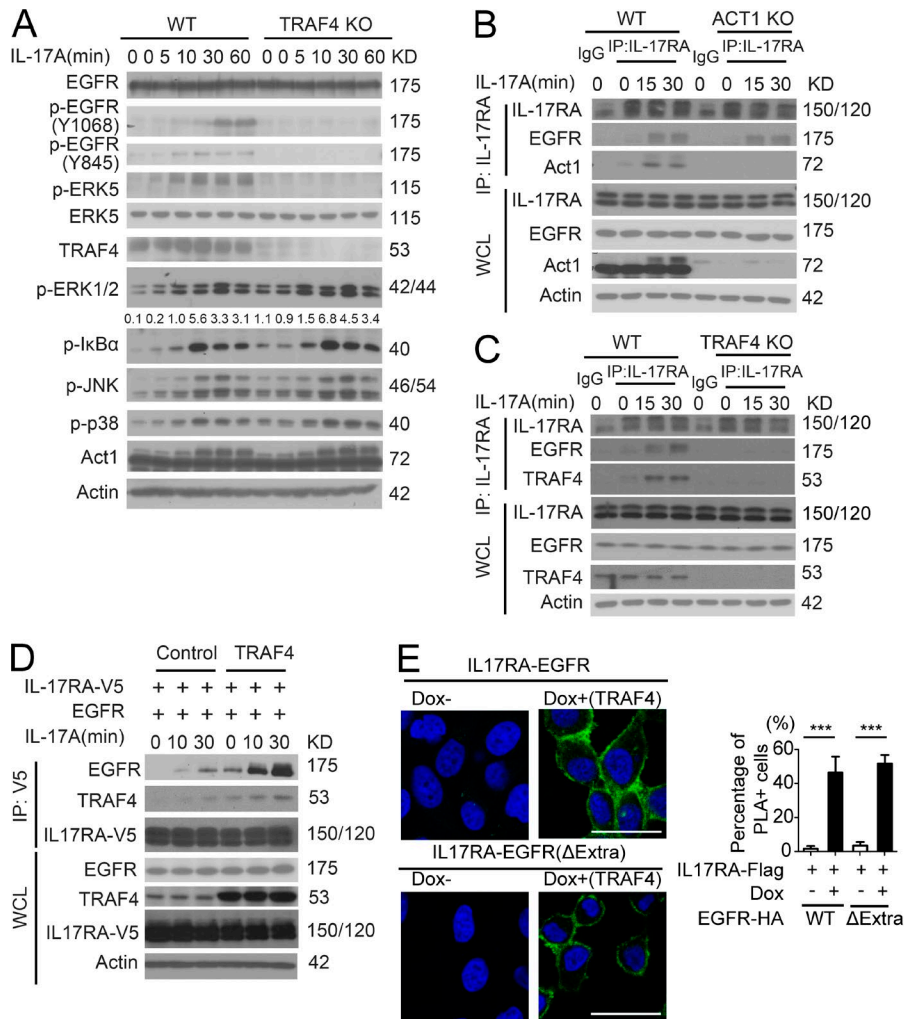 A
WT TRAF4 KO
IL-17A(min) 0 0 5 10 30 60 0 0 5 10 30 60 KD
EGFR 175
p-EGFR
(Y1068) 175
p-EGFR
(Y845) 175
p-ERK5 115
ERK5 115
TRAF4 53
p-ERK1/2 42/44
0.1 0.2 1.0 5.6 3.3 3.1 1.1 0.9 1.5 6.8 4.5 3.4
p-IκBα 40
p-JNK 46/54
p-p38 40
Act1 72
Actin 42
B
WT ACT1 KO
IgG IP:IL-17RA IgG IP:IL-17RA
IL-17A(min) 0 0 15 30 0 0 15 30 KD
IP: IL-17RA
IL-17RA 150/120
EGFR 175
Act1 72
WCL
IL-17RA 150/120
EGFR 175
Act1 72
Actin 42
C
WT TRAF4 KO
IgG IP:IL-17RA IgG IP:IL-17RA
IL-17A(min) 0 0 15 30 0 0 15 30 KD
IP: IL-17RA
IL-17RA 150/120
EGFR 175
TRAF4 53
WCL
IL-17RA 150/120
EGFR 175
TRAF4 53
Actin 42
D
Control TRAF4
IL-17RA-V5 + + + + + +
EGFR + + + + + +
IL-17A(min) 0 10 30 0 10 30 KD
IP: V5
EGFR 175
TRAF4 53
IL17RA-V5 150/120
WCL
EGFR 175
TRAF4 53
IL17RA-V5 150/120
Actin 42
E
IL17RA-EGFR
Dox- Dox+(TRAF4)
IL17RA-EGFR(ΔExtra)
Dox- Dox+(TRAF4)
(%)
*** ***
Percentage of
PLA+ cells
60
40
20
0
IL17RA-Flag + + + +
Dox - + - +
EGFR-HA WT ΔExtra